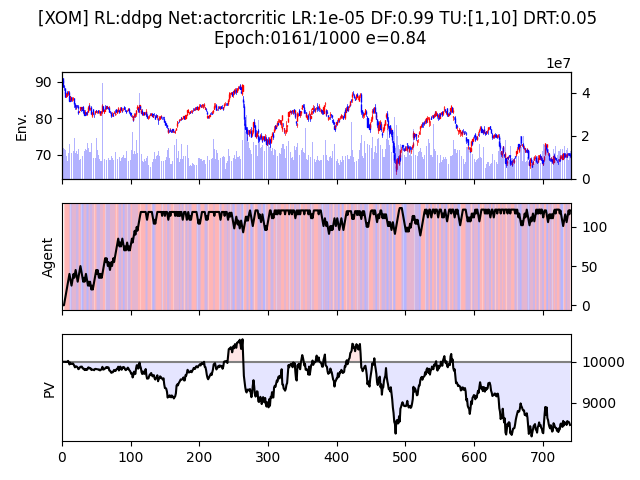 [XOM] RL:ddpg Net:actorcritic LR:1e-05 DF:0.99 TU:[1,10] DRT:0.05
Epoch:0161/1000 e=0.84
1e7
90
80
70
Env.
4
2
0
Agent
100
50
0
PV
10000
9000
0 100 200 300 400 500 600 700